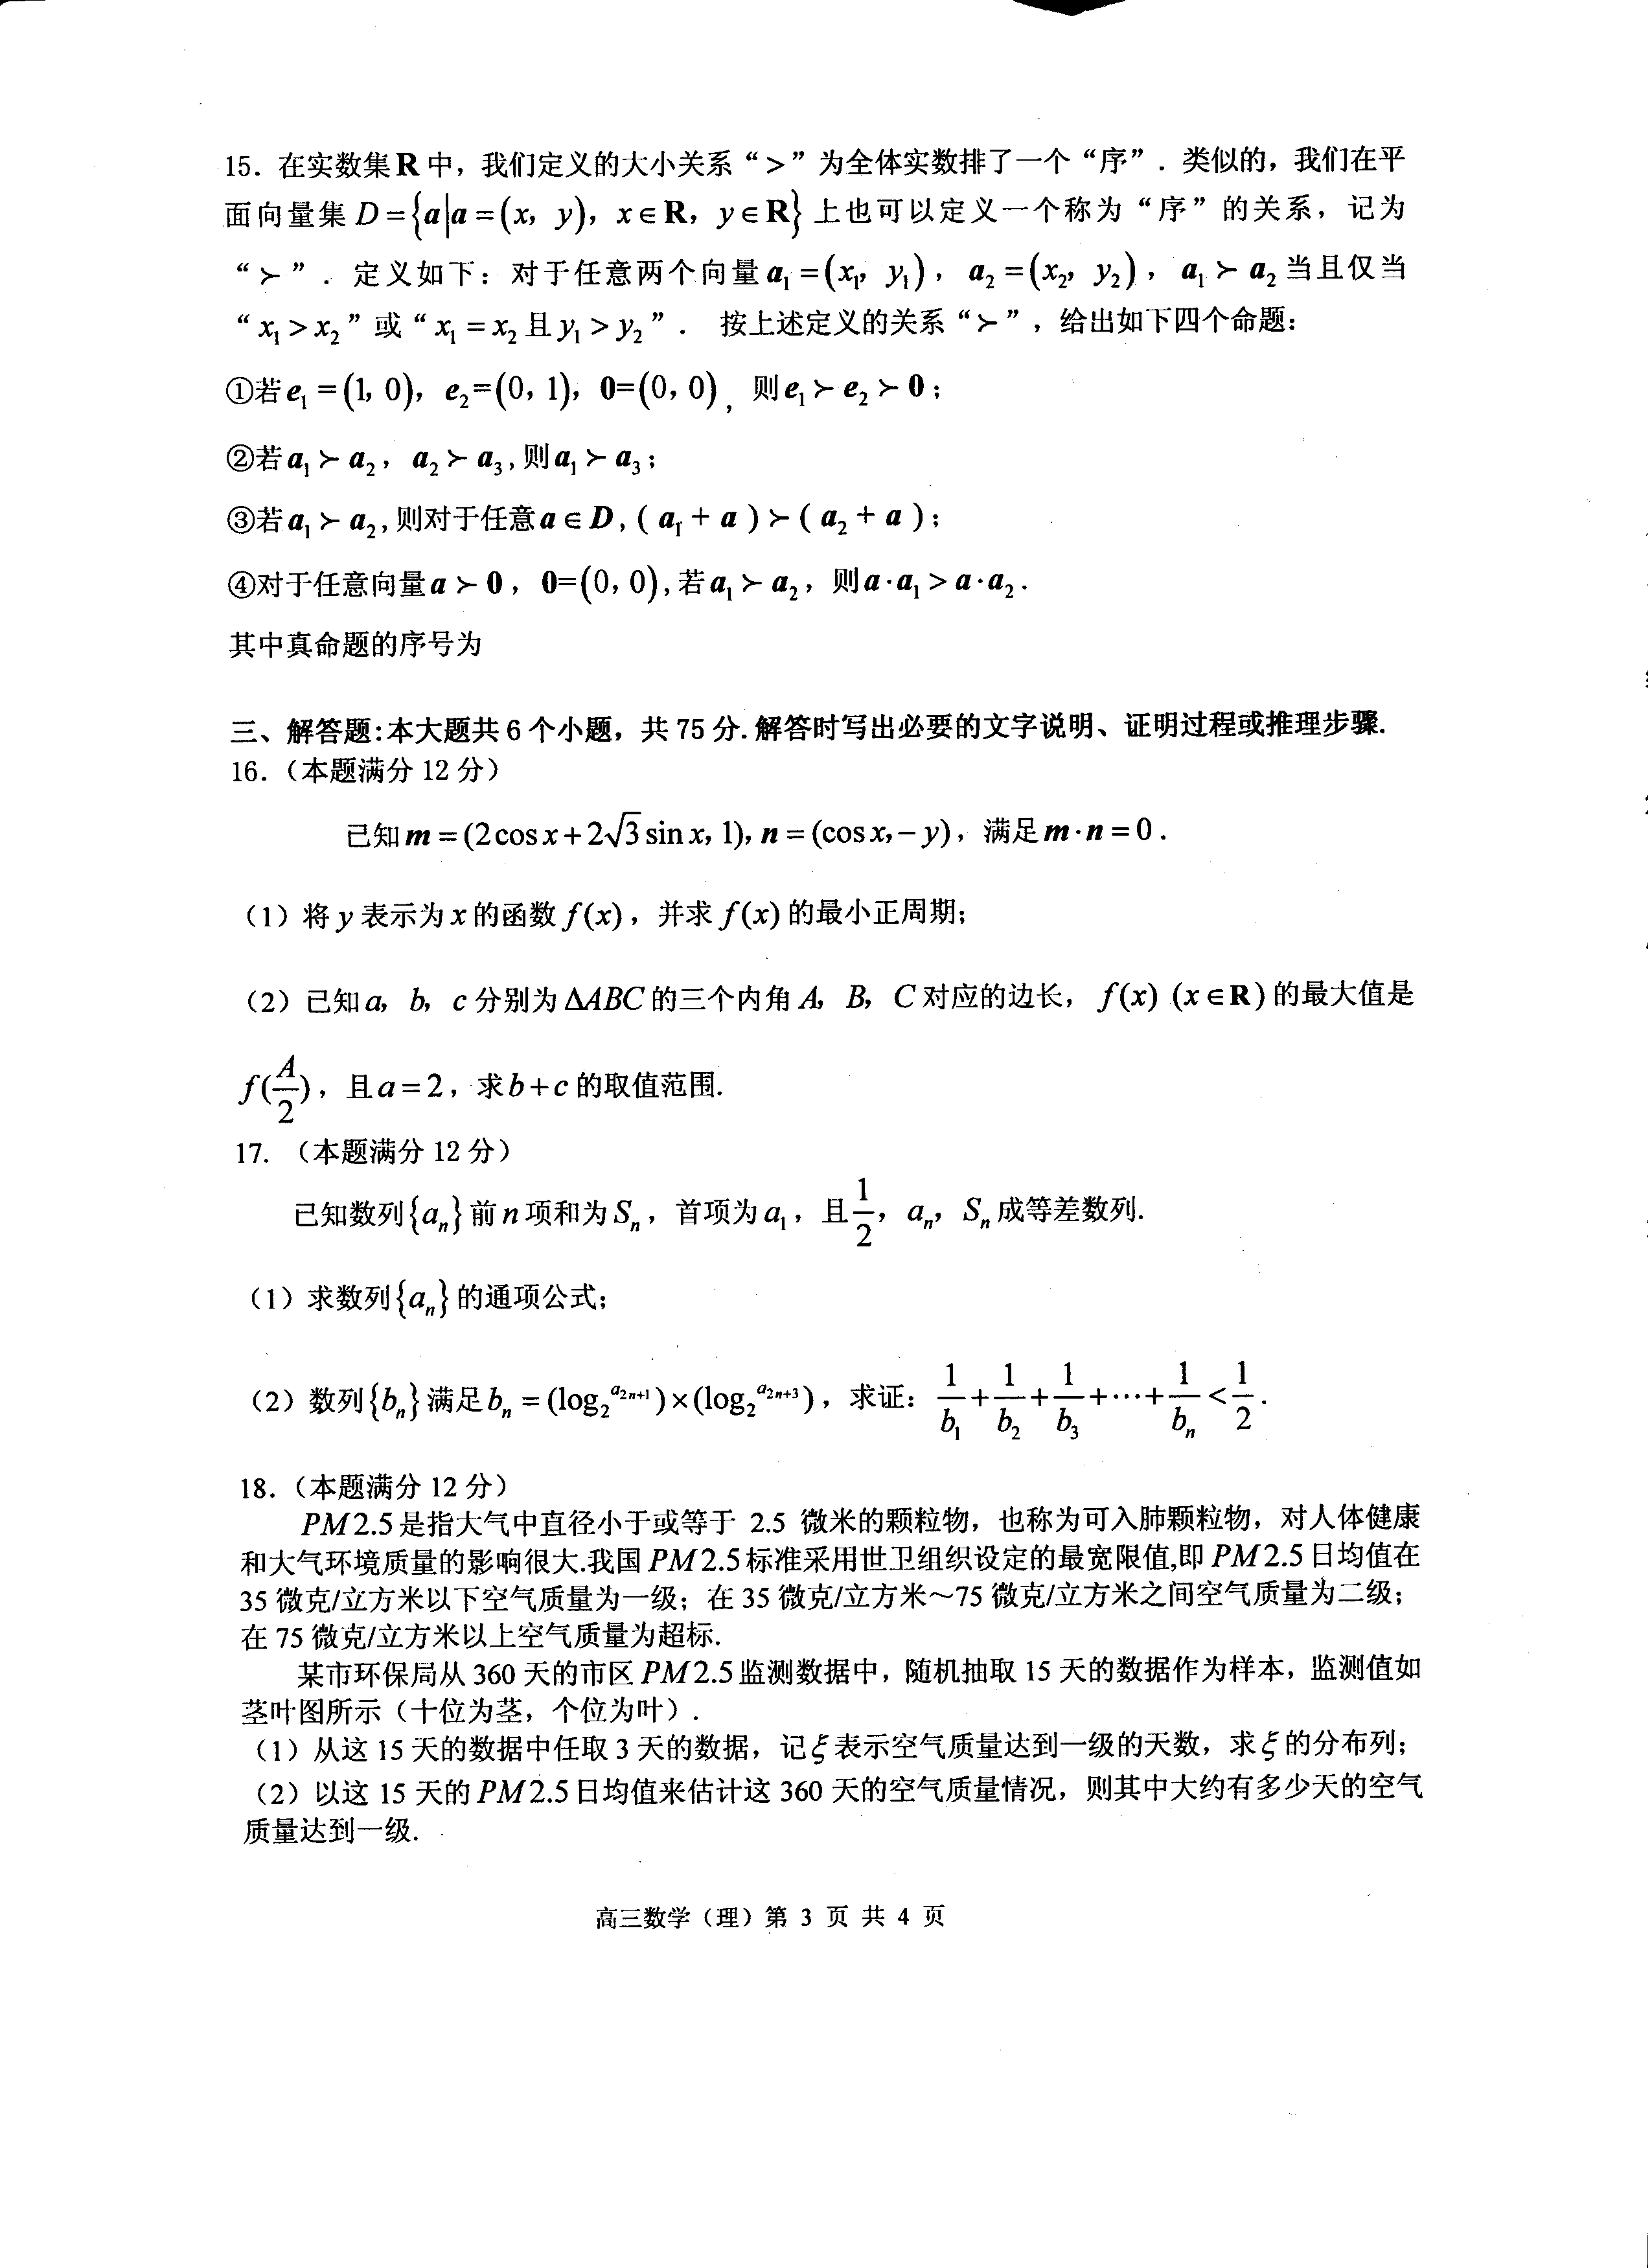 15. 在实数集R中，我们定义的大小关系“>”为全体实数排了一个“序”. 类似的，我们在平
面向量集 D={a|a=(x, y), x∈R, y∈R} 上也可以定义一个称为“序”的关系，记为
“≻”. 定义如下：对于任意两个向量 a₁=(x₁, y₁), a₂=(x₂, y₂), a₁≻a₂ 当且仅当
“x₁>x₂”或“x₁=x₂且y₁>y₂”. 按上述定义的关系“≻”，给出如下四个命题：
①若e₁=(1, 0), e₂=(0, 1), 0=(0, 0), 则e₁≻e₂≻0；
②若a₁≻a₂, a₂≻a₃, 则a₁≻a₃；
③若a₁≻a₂, 则对于任意a∈D, (a₁+a)≻(a₂+a)；
④对于任意向量a≻0, 0=(0, 0), 若a₁≻a₂, 则a·a₁>a·a₂.
其中真命题的序号为
三、解答题:本大题共6个小题，共75分.解答时写出必要的文字说明、证明过程或推理步骤.
16.（本题满分12分）
已知m=(2cosx+2√3sinx, 1), n=(cosx, -y)，满足m·n=0.
（1）将y表示为x的函数f(x)，并求f(x)的最小正周期；
（2）已知a, b, c分别为ΔABC的三个内角A, B, C对应的边长，f(x) (x∈R)的最大值是
f(A/2)，且a=2，求b+c的取值范围.
17. （本题满分12分）
已知数列{aₙ}前n项和为Sₙ，首项为a₁，且1/2, aₙ, Sₙ成等差数列.
（1）求数列{aₙ}的通项公式；
（2）数列{bₙ}满足bₙ=(log₂^{a₂ₙ₊₁})×(log₂^{a₂ₙ₊₃})，求证：1/b₁+1/b₂+1/b₃+⋯+1/bₙ<1/2.
18.（本题满分12分）
PM2.5是指大气中直径小于或等于 2.5 微米的颗粒物，也称为可入肺颗粒物，对人体健康
和大气环境质量的影响很大.我国PM2.5标准采用世卫组织设定的最宽限值,即PM2.5日均值在
35微克/立方米以下空气质量为一级；在35微克/立方米～75微克/立方米之间空气质量为二级；
在75微克/立方米以上空气质量为超标.
某市环保局从360天的市区PM2.5监测数据中，随机抽取15天的数据作为样本，监测值如
茎叶图所示（十位为茎，个位为叶）.
（1）从这15天的数据中任取3天的数据，记ξ表示空气质量达到一级的天数，求ξ的分布列；
（2）以这15天的PM2.5日均值来估计这360天的空气质量情况，则其中大约有多少天的空气
质量达到一级.
高三数学（理）第 3 页 共 4 页